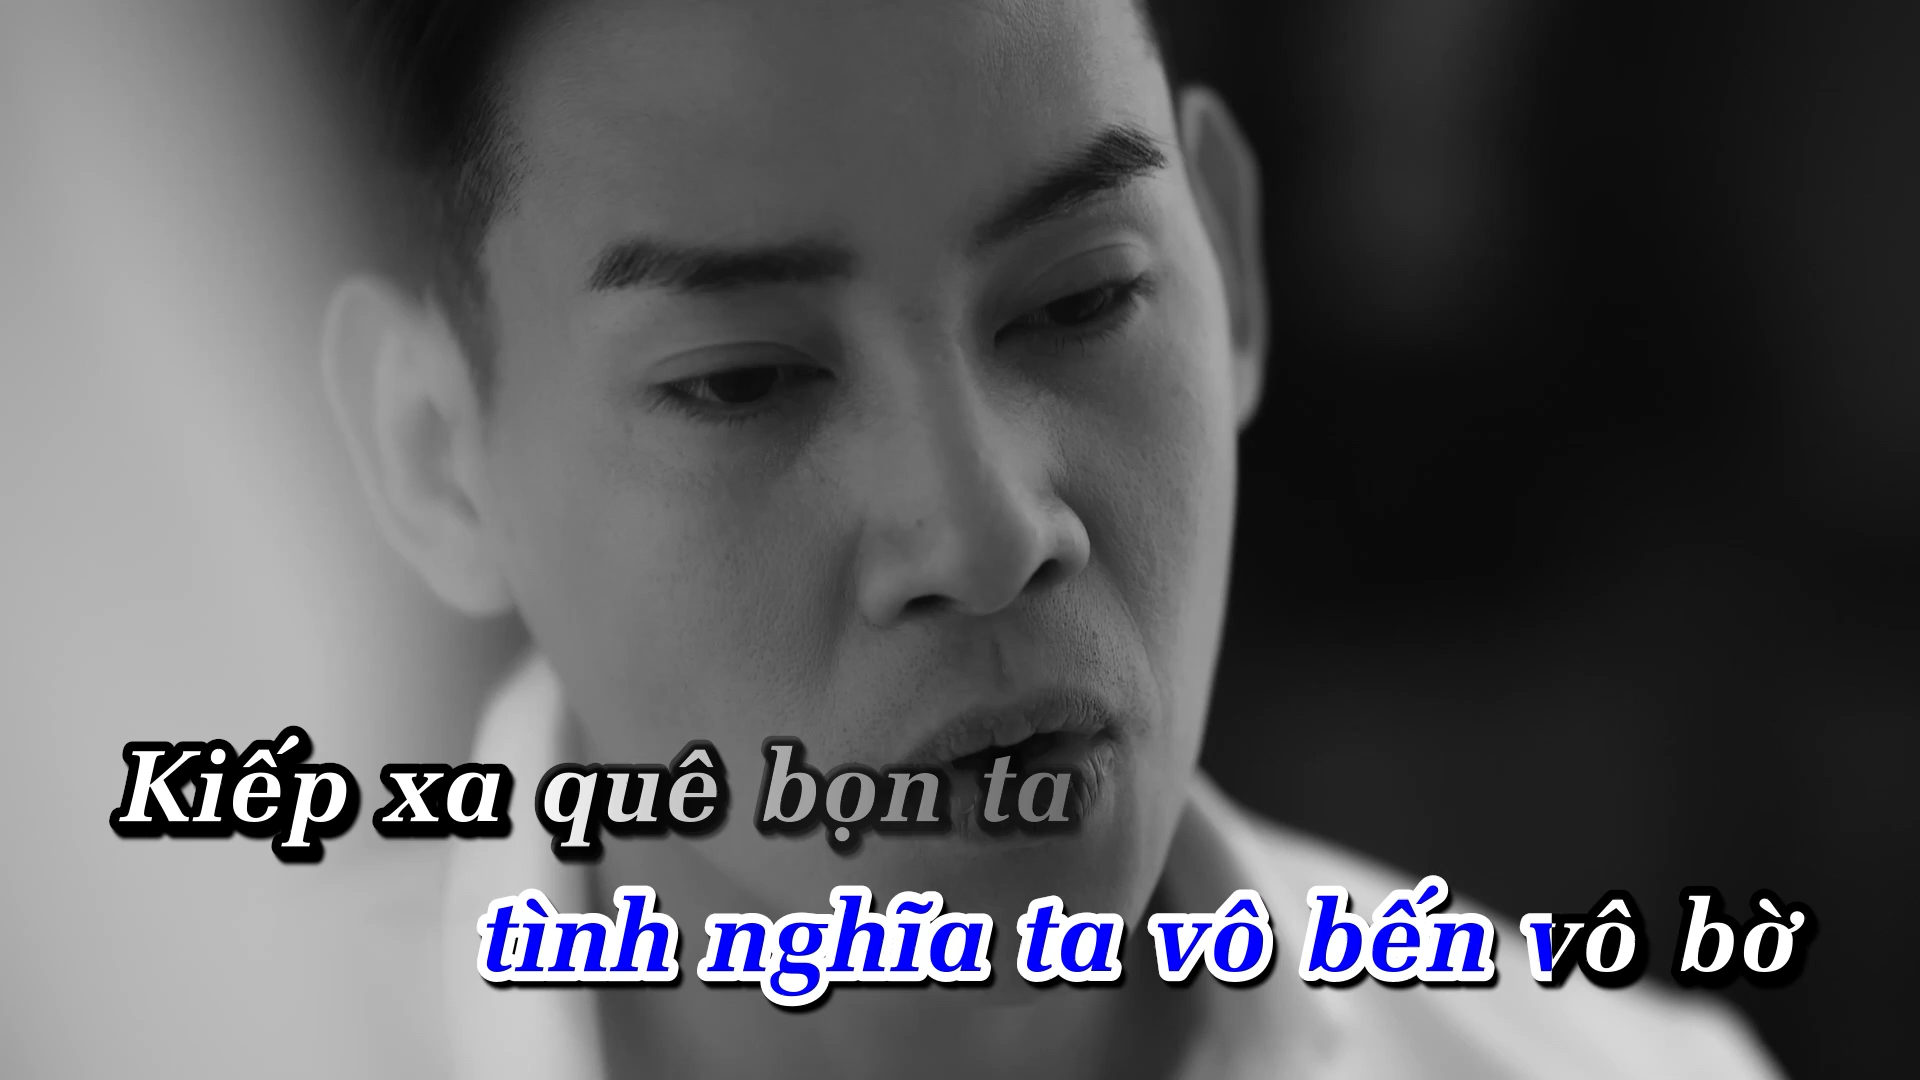 Kiếp xa quê bọn ta
tình nghĩa ta vô bến vô bờ